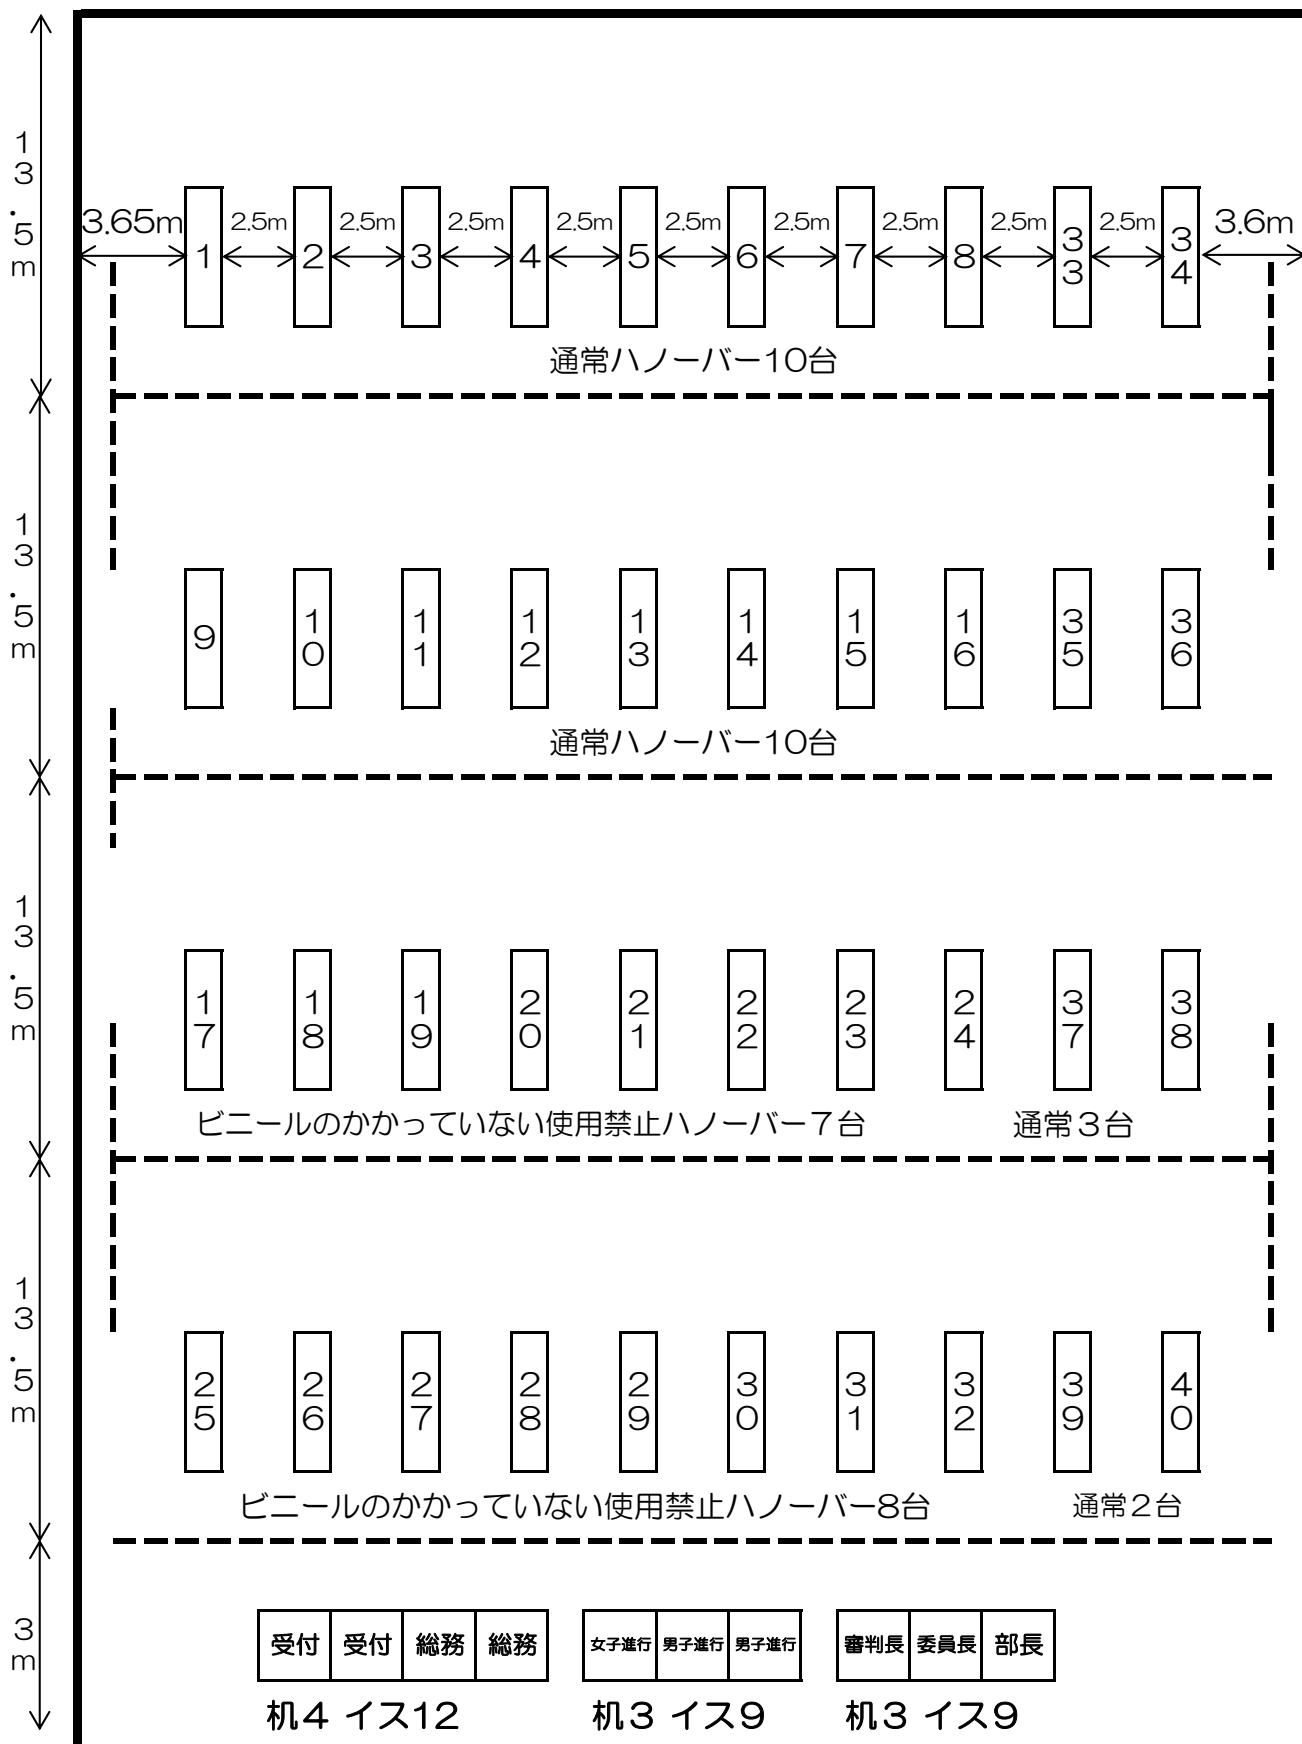 13.5m
3.65m 1 2.5m 2 2.5m 3 2.5m 4 2.5m 5 2.5m 6 2.5m 7 2.5m 8 2.5m 33 2.5m 34 3.6m
通常ハノーバー10台
13.5m
9 10 11 12 13 14 15 16 35 36
通常ハノーバー10台
13.5m
17 18 19 20 21 22 23 24 37 38
ビニールのかかっていない使用禁止ハノーバー７台 通常３台
13.5m
25 26 27 28 29 30 31 32 39 40
ビニールのかかっていない使用禁止ハノーバー8台 通常２台
3m
受付 受付 総務 総務 女子進行 男子進行 男子進行 審判長 委員長 部長
机4 イス12 机3 イス9 机3 イス9